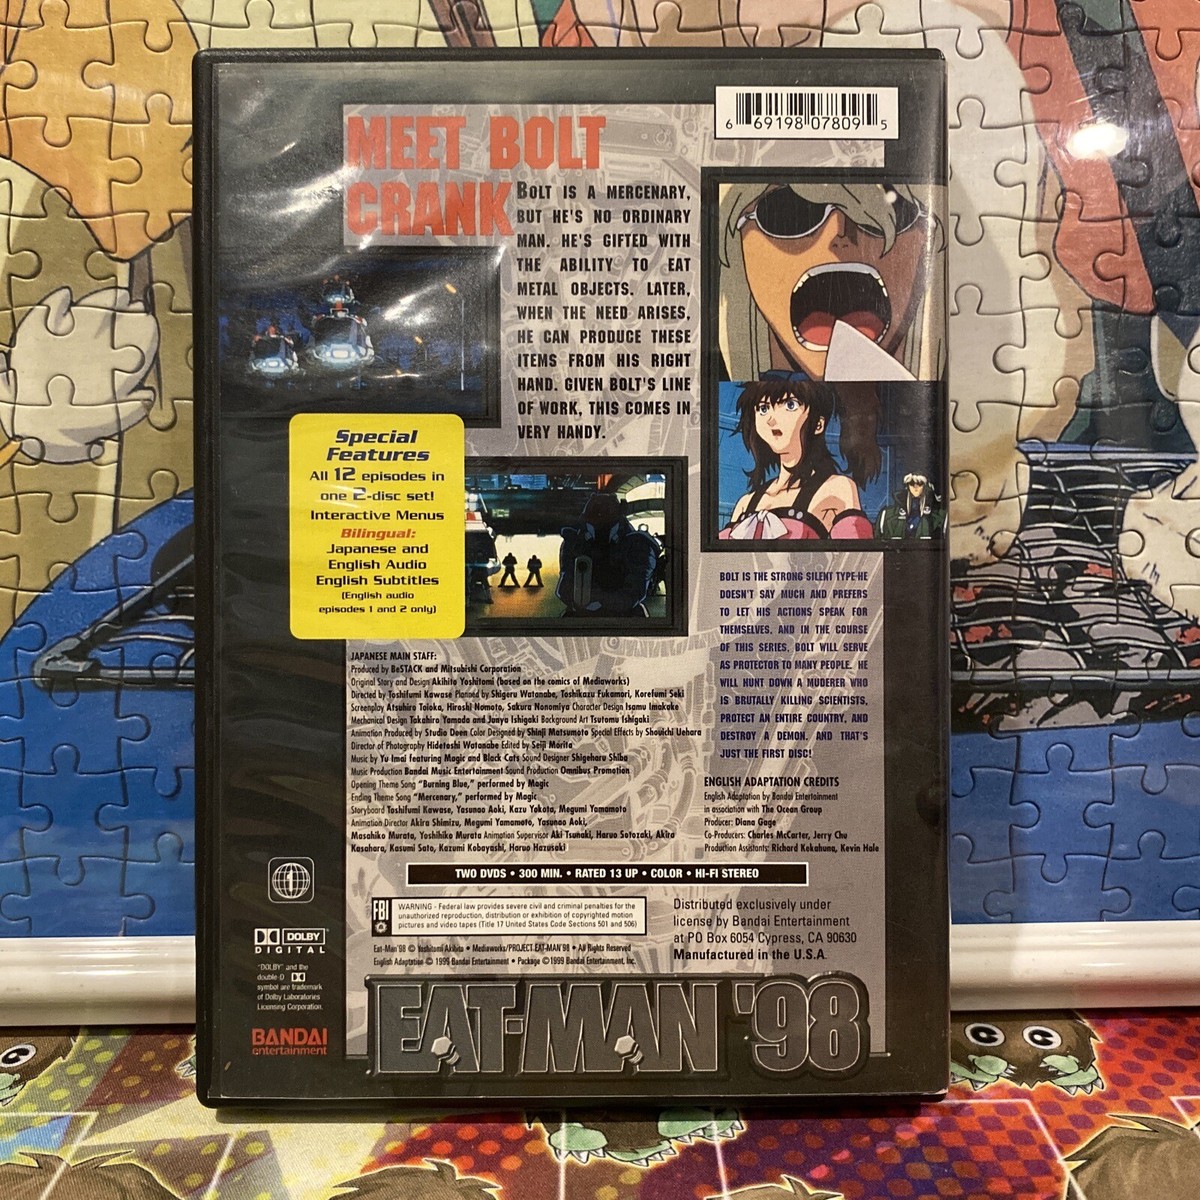 6 69198 07809 5
MEET BOLT
CRANK
BOLT IS A MERCENARY,
BUT HE'S NO ORDINARY
MAN. HE'S GIFTED WITH
THE ABILITY TO EAT
METAL OBJECTS. LATER,
WHEN THE NEED ARISES,
HE CAN PRODUCE THESE
ITEMS FROM HIS RIGHT
HAND. GIVEN BOLT'S LINE
OF WORK, THIS COMES IN
VERY HANDY.
Special
Features
All 12 episodes in
one 2-disc set!
Interactive Menus
Bilingual:
Japanese and
English Audio
English Subtitles
(English audio
episodes 1 and 2 only)
BOLT IS THE STRONG SILENT TYPE-HE
DOESN'T SAY MUCH AND PREFERS
TO LET HIS ACTIONS SPEAK FOR
THEMSELVES. AND IN THE COURSE
OF THIS SERIES, BOLT WILL SERVE
AS PROTECTOR TO MANY PEOPLE. HE
WILL HUNT DOWN A MUDERER WHO
IS BRUTALLY KILLING SCIENTISTS,
PROTECT AN ENTIRE COUNTRY, AND
DESTROY A DEMON. AND THAT'S
JUST THE FIRST DISC!
JAPANESE MAIN STAFF:
Produced by BeSTACK and Mitsubishi Corporation
Original Story and Design Akihito Yoshitomi (based on the comics of Mediaworks)
Directed by Toshifumi Kawase Planned by Shigeru Watanabe, Toshikazu Fukamori, Korefumi Seki
Screenplay Atsuhiro Tomioka, Hiroshi Nomoto, Sakura Nonomiya Character Design Isamu Imakake
Mechanical Design Takahiro Yamada and Junya Ishigaki Background Art Tsutomu Ishigaki
Animation Produced by Studio Deen Color Designed by Shinji Matsumoto Special Effects by Shouichi Uehara
Director of Photography Hidetoshi Watanabe Edited by Seiji Morita
Music by Yu Imai featuring Magic and Black Cats Sound Designer Shigeharu Shiba
Music Production Bandai Music Entertainment Sound Production Omnibus Promotion
Opening Theme Song "Burning Blue," performed by Magic
Ending Theme Song "Mercenary," performed by Magic
Storyboard Toshifumi Kawase, Yasunao Aoki, Kazu Yokota, Megumi Yamamoto
Animation Director Akira Shimizu, Megumi Yamamoto, Yasunao Aoki,
Masahiko Murata, Yoshihiko Murata Animation Supervisor Aki Tsunaki, Haruo Sotozaki, Akira
Kasahara, Kasumi Sato, Kazumi Kobayashi, Haruo Hazusoki
ENGLISH ADAPTATION CREDITS
English Adaptation by Bandai Entertainment
in association with The Ocean Group
Producer: Diana Gage
Co-Producers: Charles McCarter, Jerry Chu
Production Assistants: Richard Kekahuna, Kevin Hale
TWO DVDS • 300 MIN. • RATED 13 UP • COLOR • HI-FI STEREO
1
FBI
WARNING - Federal law provides severe civil and criminal penalties for the
unauthorized reproduction, distribution or exhibition of copyrighted motion
pictures and video tapes (Title 17 United States Code Sections 501 and 506)
Distributed exclusively under
license by Bandai Entertainment
at PO Box 6054 Cypress, CA 90630
Manufactured in the U.S.A.
Eat-Man'98 © Yoshitomi Akihito • Mediaworks/PROJECT EAT-MAN'98 • All Rights Reserved
English Adaptation © 1999 Bandai Entertainment • Package ©1999 Bandai Entertainment, Inc.
DOLBY
DIGITAL
"DOLBY" and the
double-D
symbol are trademark
of Dolby Laboratories
Licensing Corporation.
BANDAI
entertainment
EAT-MAN '98